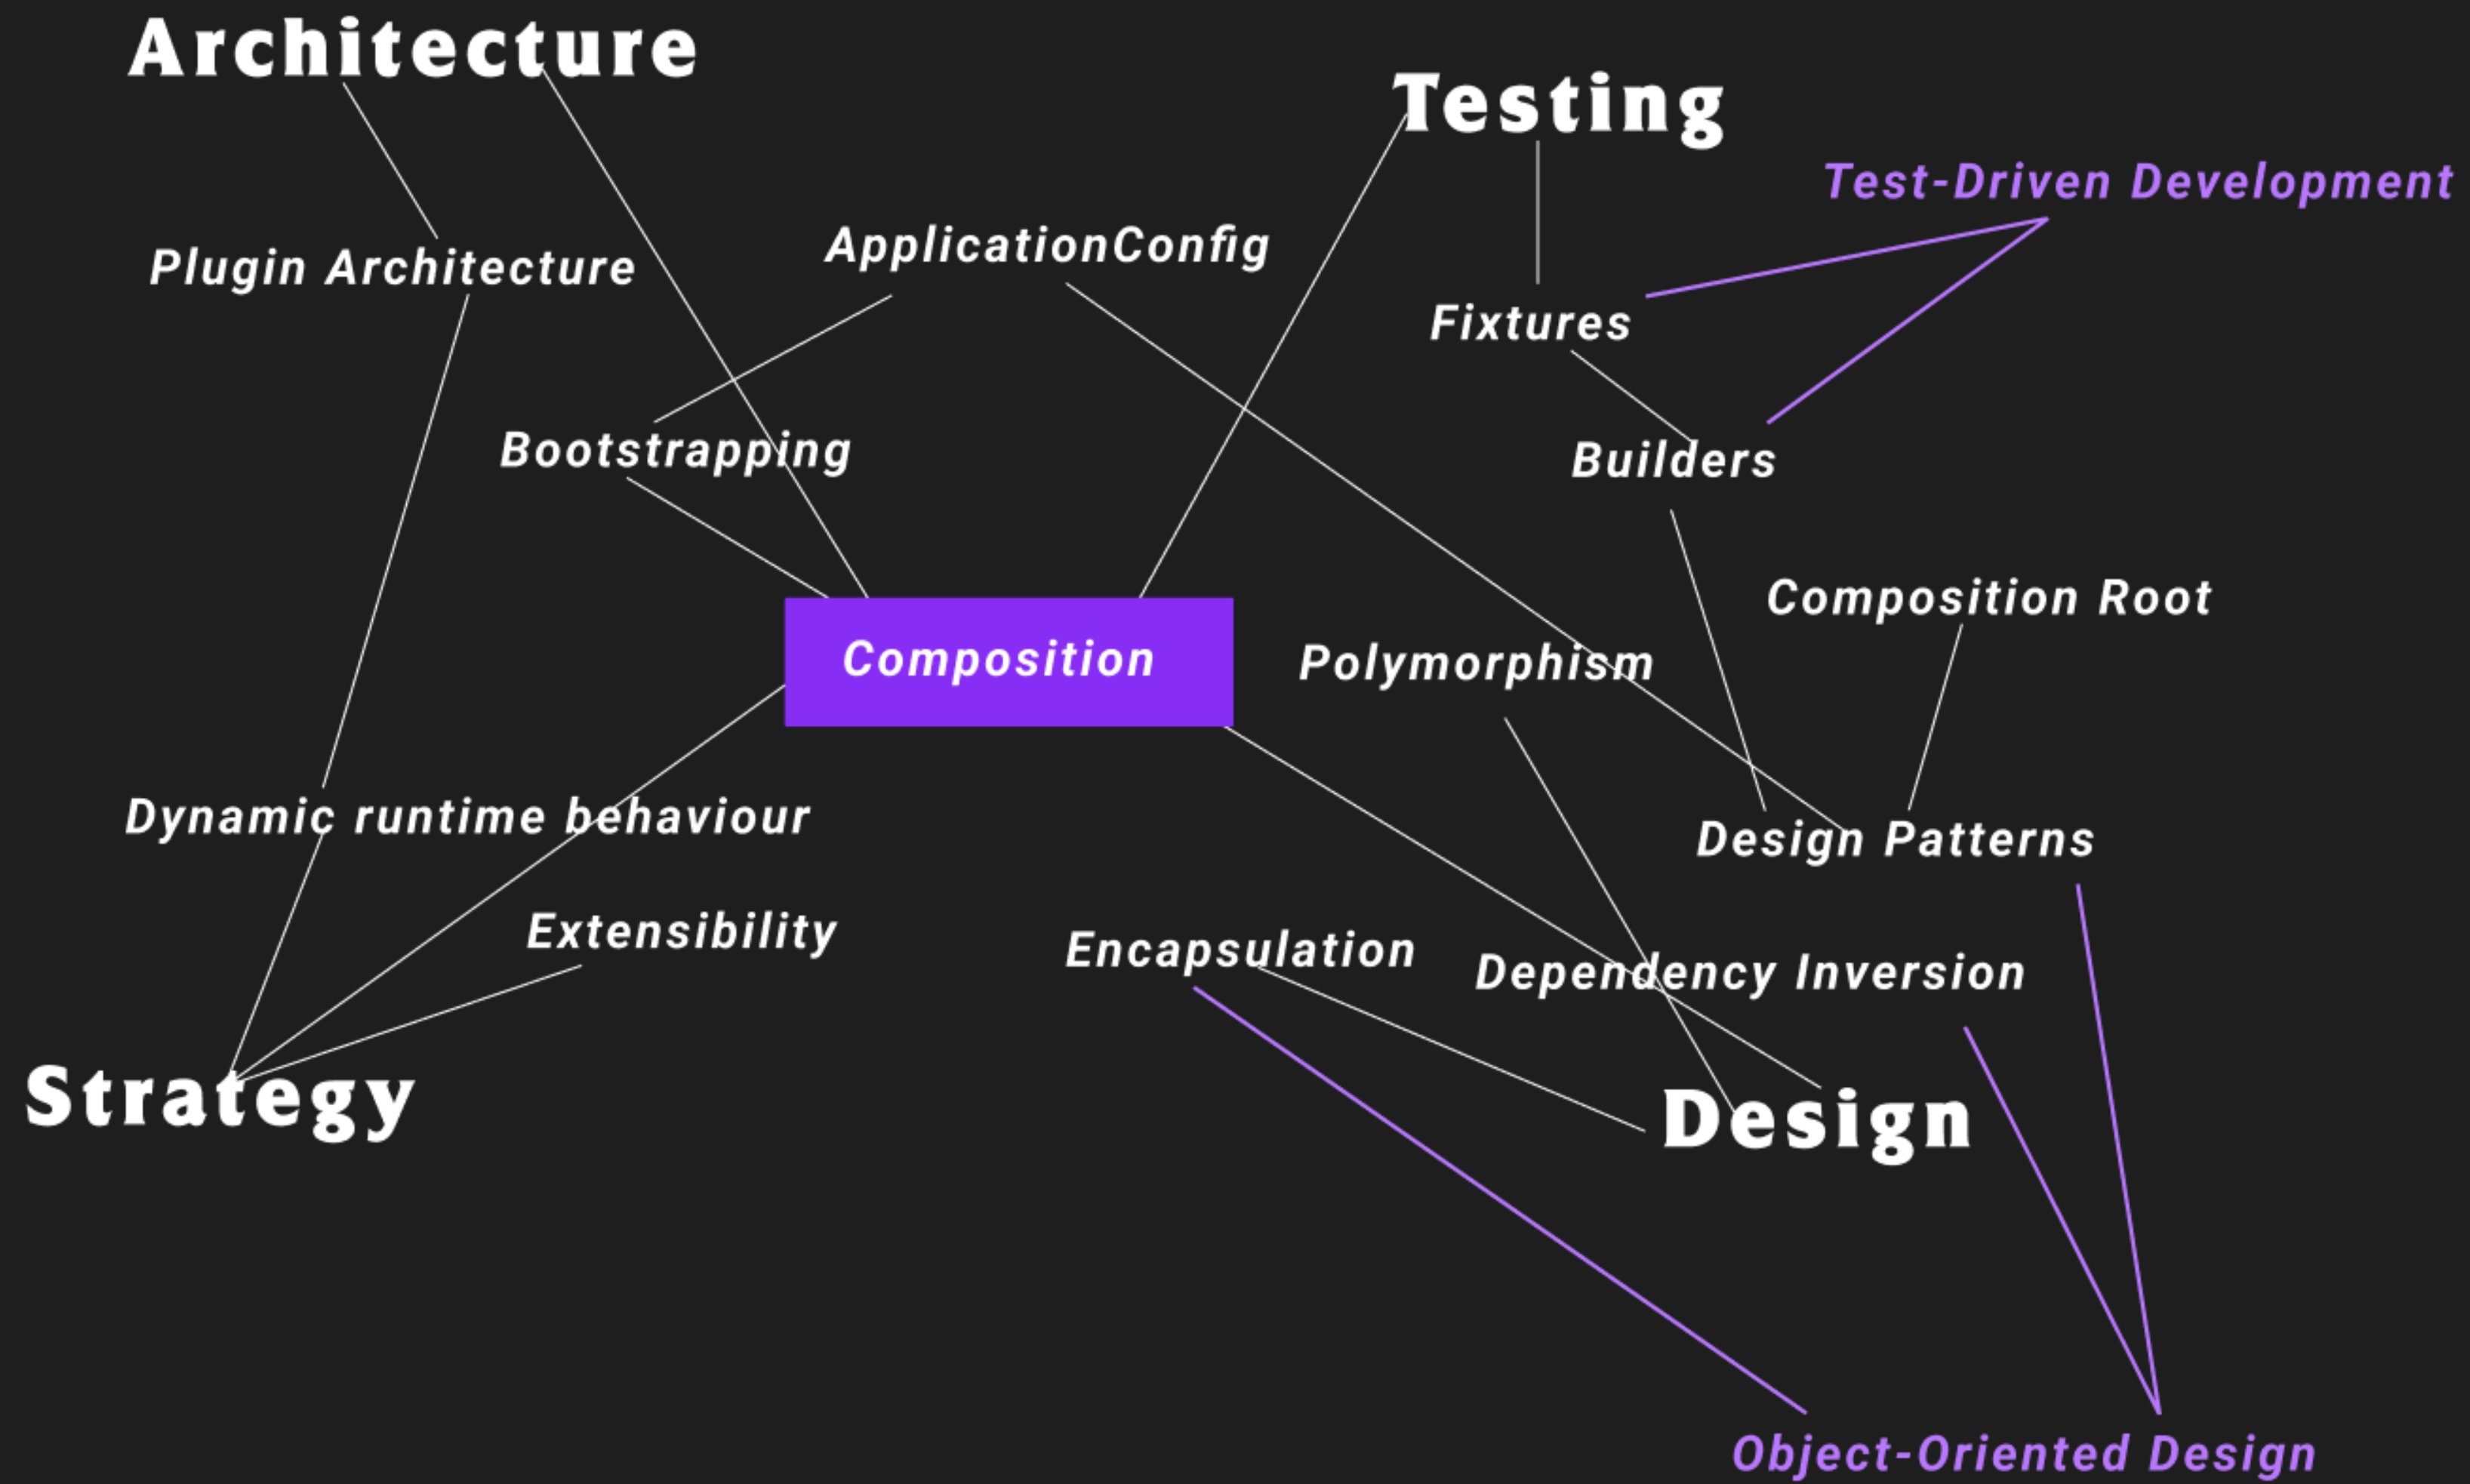 Architecture
Testing
Test-Driven Development
ApplicationConfig
Plugin Architecture
Fixtures
Bootstrapping
Builders
Composition Root
Composition
Polymorphism
Dynamic runtime behaviour
Design Patterns
Extensibility
Encapsulation
Dependency Inversion
Strategy
Design
Object-Oriented Design